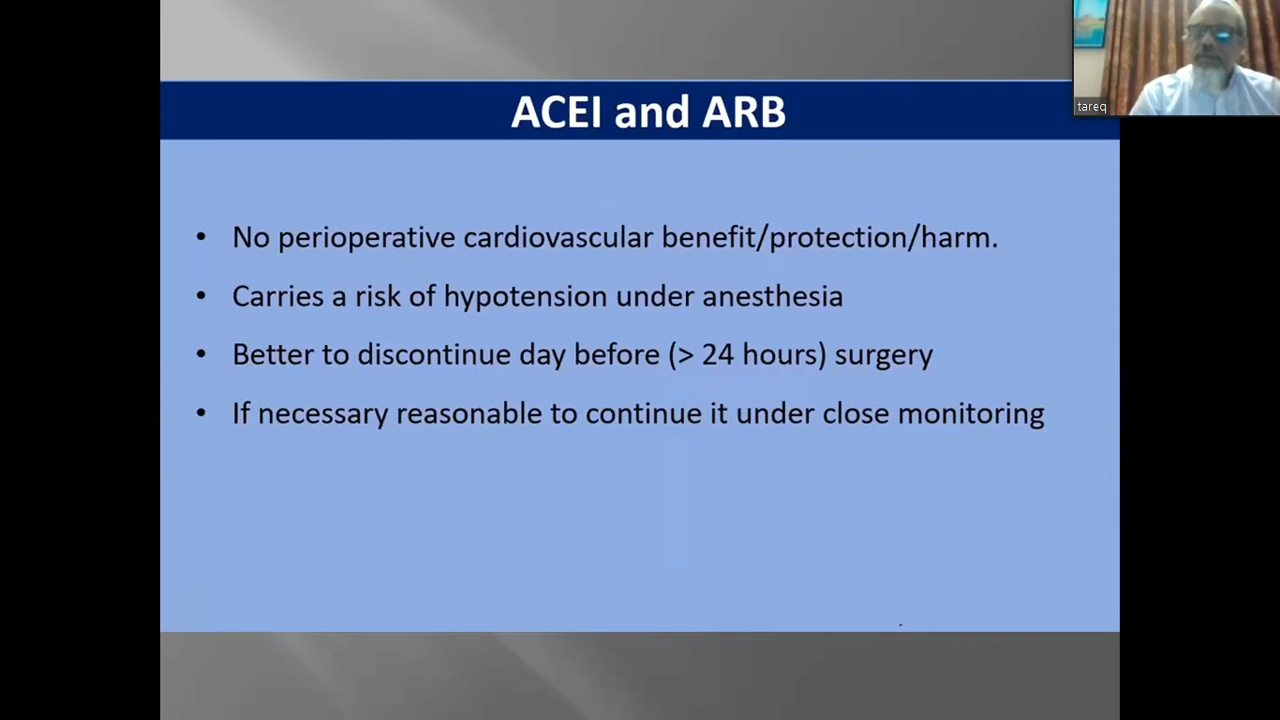 ACEI and ARB
tareq
• No perioperative cardiovascular benefit/protection/harm.
• Carries a risk of hypotension under anesthesia
• Better to discontinue day before (> 24 hours) surgery
• If necessary reasonable to continue it under close monitoring